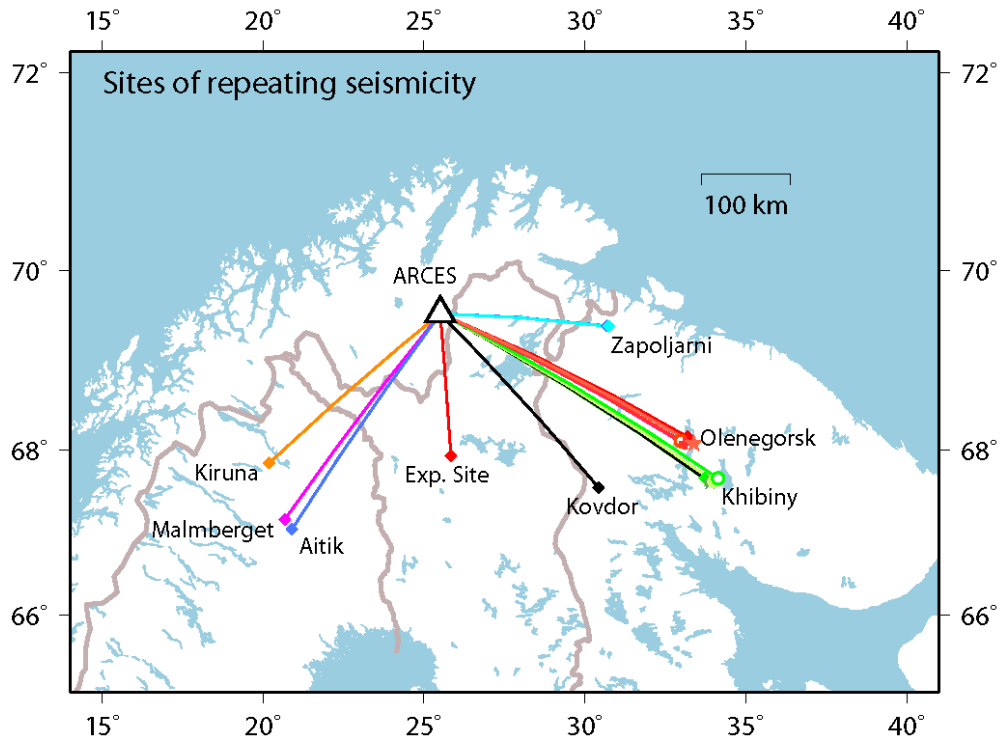 15° 20° 25° 30° 35° 40°
72° 72°
Sites of repeating seismicity
100 km
70° 70°
ARCES
Zapoljarni
68° 68°
Olenegorsk
Kiruna
Exp. Site
Khibiny
Kovdor
Malmberget
Aitik
66° 66°
15° 20° 25° 30° 35° 40°